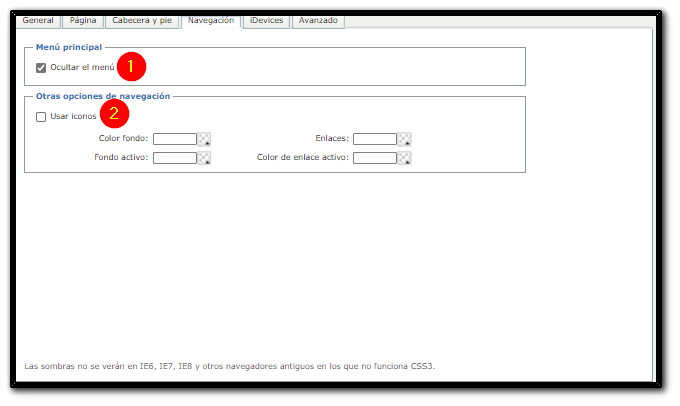 General Página Cabecera y pie Navegación iDevices Avanzado
Menú principal
Ocultar el menú 1
Otras opciones de navegación
Usar iconos 2
Color fondo: Enlaces:
Fondo activo: Color de enlace activo:
Las sombras no se verán en IE6, IE7, IE8 y otros navegadores antiguos en los que no funciona CSS3.